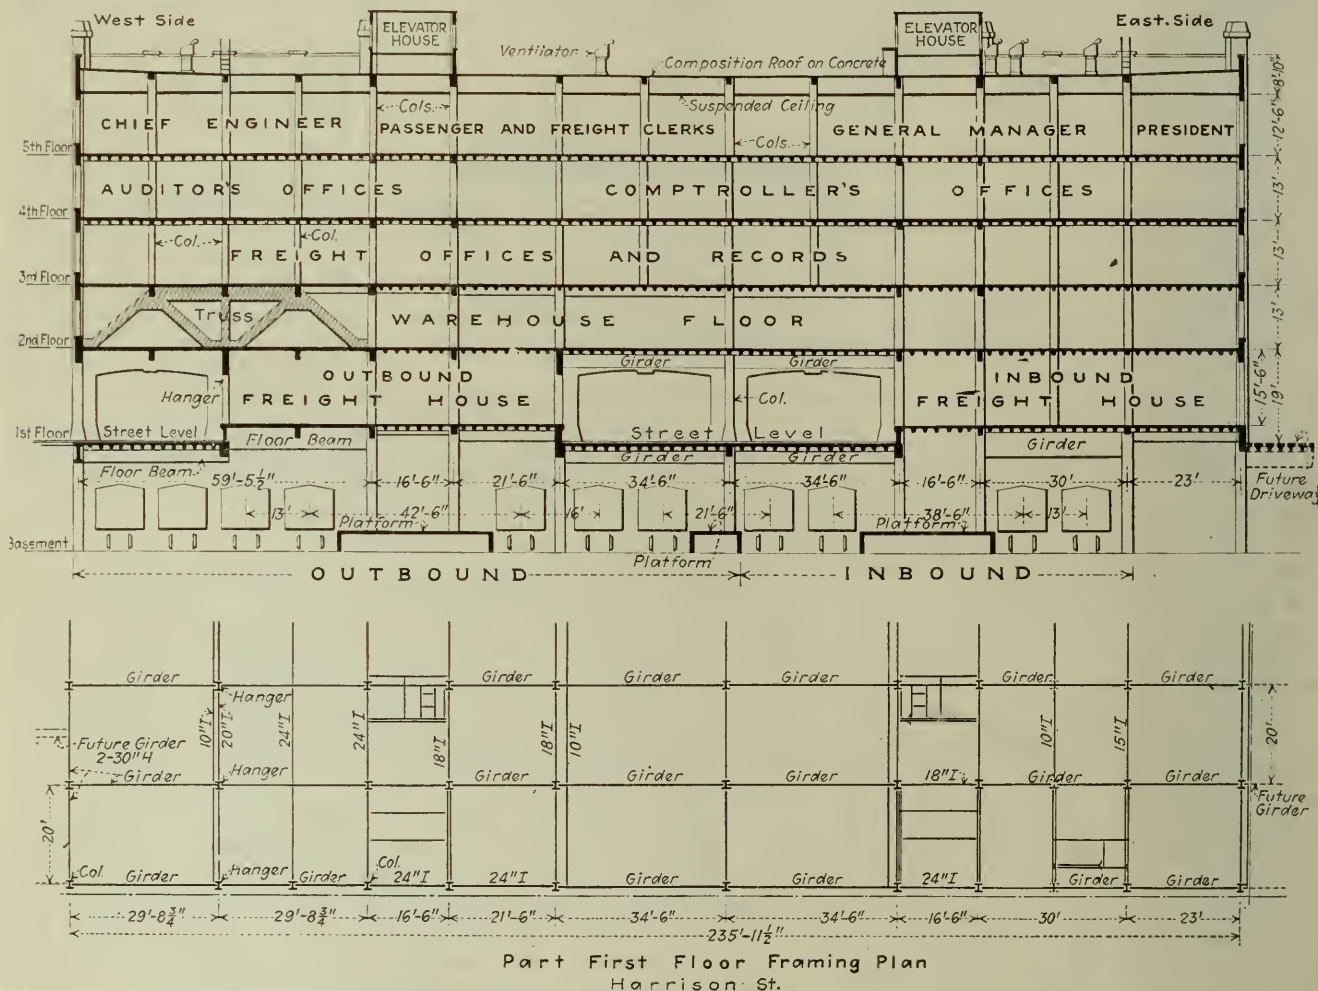 West Side
ELEVATOR HOUSE
Ventilator
Composition Roof on Concrete
ELEVATOR HOUSE
East. Side
Cols.
Suspended Ceiling
8'-10"
CHIEF ENGINEER
PASSENGER AND FREIGHT CLERKS
GENERAL MANAGER
PRESIDENT
12'-6"
5th Floor
Cols.
AUDITOR'S OFFICES
COMPTROLLER'S OFFICES
13'
4th Floor
Col.
Col.
FREIGHT OFFICES AND RECORDS
13'
3rd Floor
Truss
WAREHOUSE FLOOR
13'
2nd Floor
Girder
Girder
OUTBOUND
FREIGHT HOUSE
INBOUND
FREIGHT HOUSE
15'-6"
19'
Hanger
Col.
1st Floor
Street Level
Floor Beam
Street Level
Girder
Floor Beam
Girder
Girder
59'-5½"
16'-6"
21'-6"
34'-6"
34'-6"
16'-6"
30'
23'
Future
Driveway
13'
42'-6"
16'
21'-6"
38'-6"
13'
Platform
Platform
Basement
Platform
OUTBOUND
INBOUND
Girder
Girder
Girder
Girder
Girder
Girder
Hanger
10"I
20"I
24"I
24"I
18"I
18"I
10"I
10"I
15"I
20'
Future Girder
2-30"H
Girder
Hanger
Girder
Girder
Girder
18"I
Girder
Girder
Future
Girder
20'
Col.
Girder
Hanger
Girder
Col.
24"I
24"I
Girder
Girder
24"I
Girder
Girder
29'-8¾"
29'-8¾"
16'-6"
21'-6"
34'-6"
34'-6"
16'-6"
30'
23'
235'-11½"
Part First Floor Framing Plan
Harrison St.